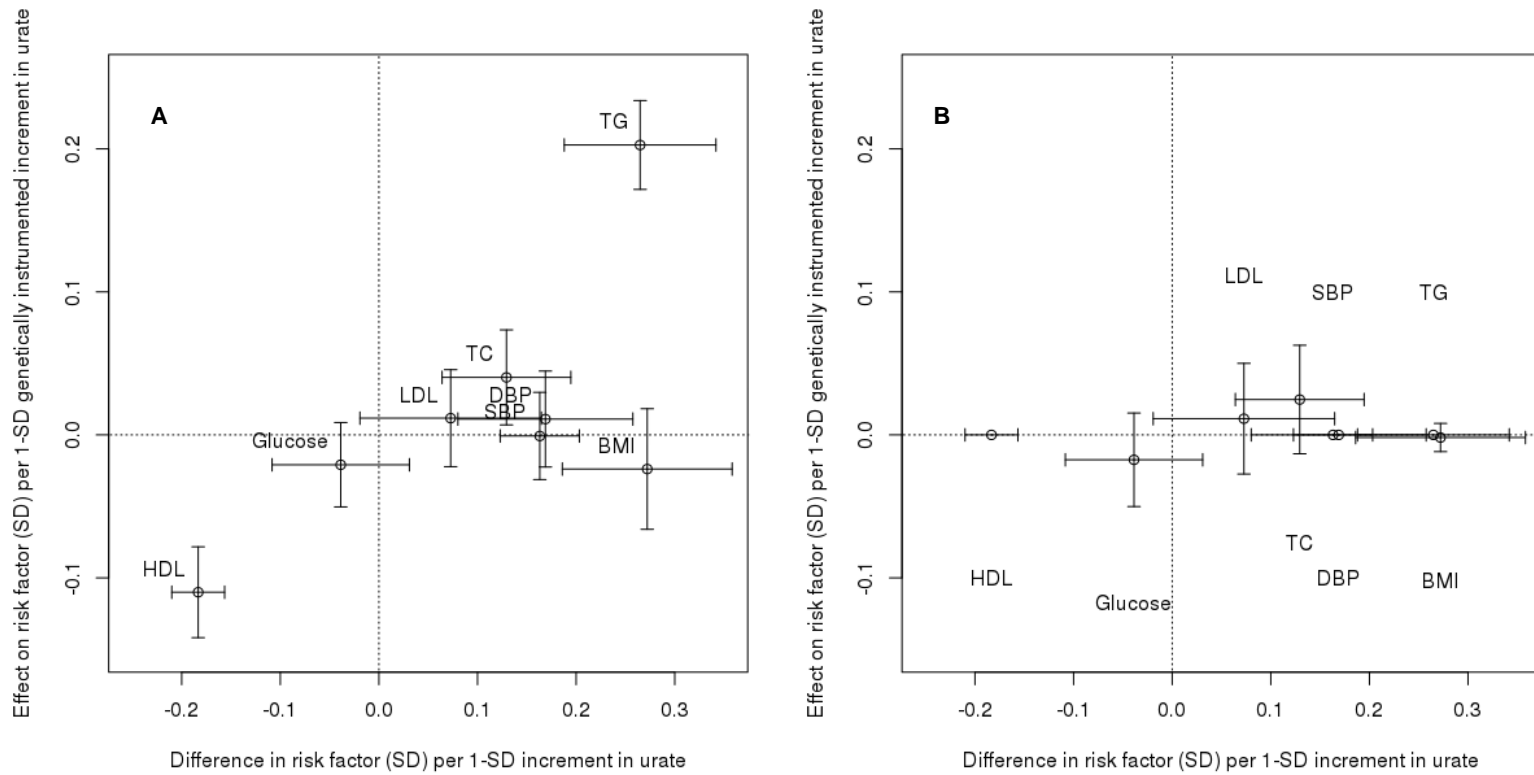 Effect on risk factor (SD) per 1-SD genetically instrumented increment in urate
A
TG
0.2
0.1
TC
LDL
DBP
SBP
0.0
Glucose
BMI
HDL
-0.1
-0.2
-0.1
0.0
0.1
0.2
0.3
Difference in risk factor (SD) per 1-SD increment in urate
Effect on risk factor (SD) per 1-SD genetically instrumented increment in urate
B
0.2
LDL
SBP
TG
0.1
0.0
TC
HDL
DBP
BMI
-0.1
Glucose
-0.2
-0.1
0.0
0.1
0.2
0.3
Difference in risk factor (SD) per 1-SD increment in urate